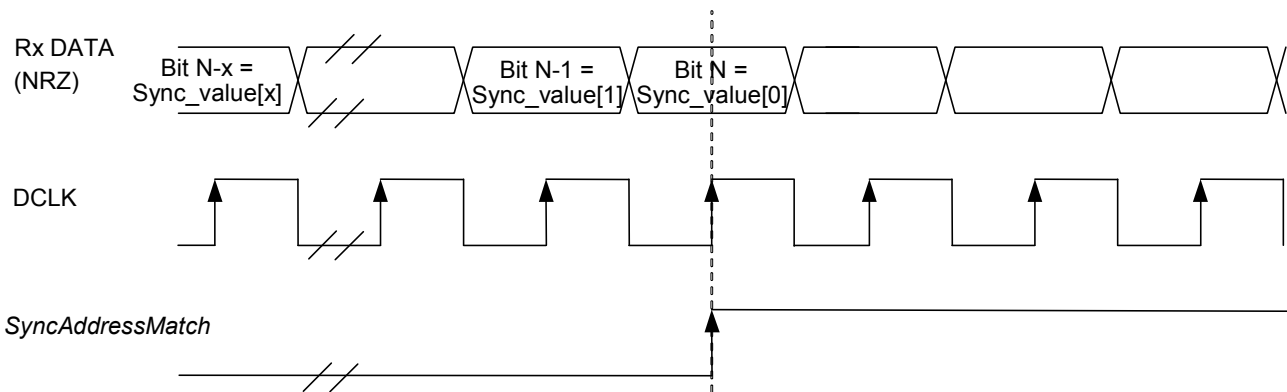 Rx DATA
(NRZ)
Bit N-x =
Sync_value[x]
Bit N-1 =
Sync_value[1]
Bit N =
Sync_value[0]
DCLK
SyncAddressMatch